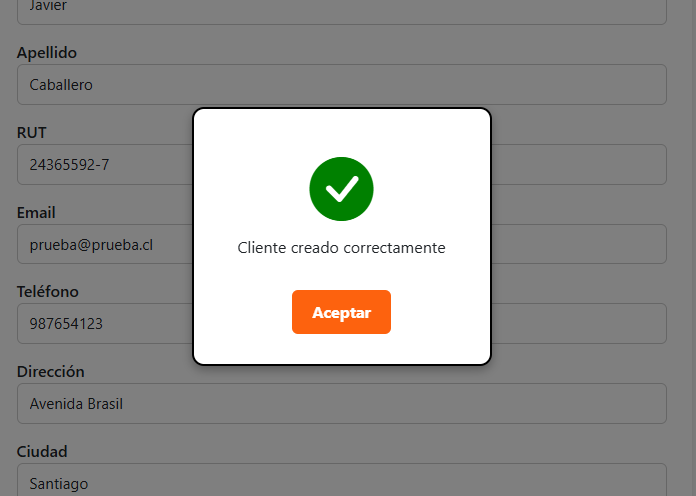 Javier
Apellido
Caballero
RUT
24365592-7
Email
prueba@prueba.cl
Cliente creado correctamente
Teléfono
987654123
Aceptar
Dirección
Avenida Brasil
Ciudad
Santiago